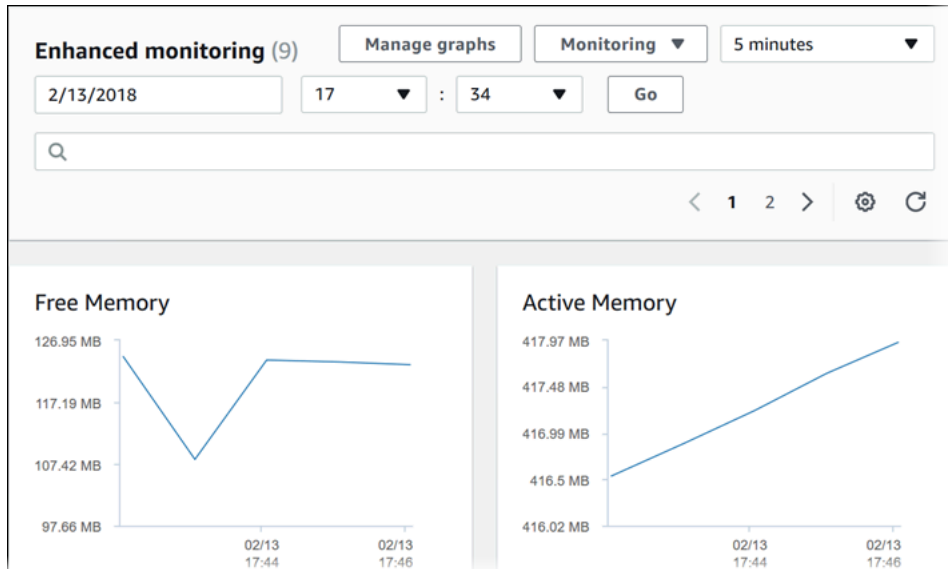 Enhanced monitoring (9) Manage graphs Monitoring 5 minutes
2/13/2018 17 : 34 Go
1 2
Free Memory
126.95 MB
117.19 MB
107.42 MB
97.66 MB
02/13 02/13
17:44 17:46
Active Memory
417.97 MB
417.48 MB
416.99 MB
416.5 MB
416.02 MB
02/13 02/13
17:44 17:46